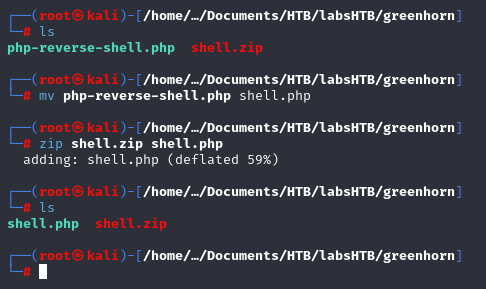 ┌──(root㉿kali)-[/home/…/Documents/HTB/labsHTB/greenhorn]
└─# ls
php-reverse-shell.php  shell.zip
┌──(root㉿kali)-[/home/…/Documents/HTB/labsHTB/greenhorn]
└─# mv php-reverse-shell.php shell.php
┌──(root㉿kali)-[/home/…/Documents/HTB/labsHTB/greenhorn]
└─# zip shell.zip shell.php
  adding: shell.php (deflated 59%)
┌──(root㉿kali)-[/home/…/Documents/HTB/labsHTB/greenhorn]
└─# ls
shell.php  shell.zip
┌──(root㉿kali)-[/home/…/Documents/HTB/labsHTB/greenhorn]
└─#